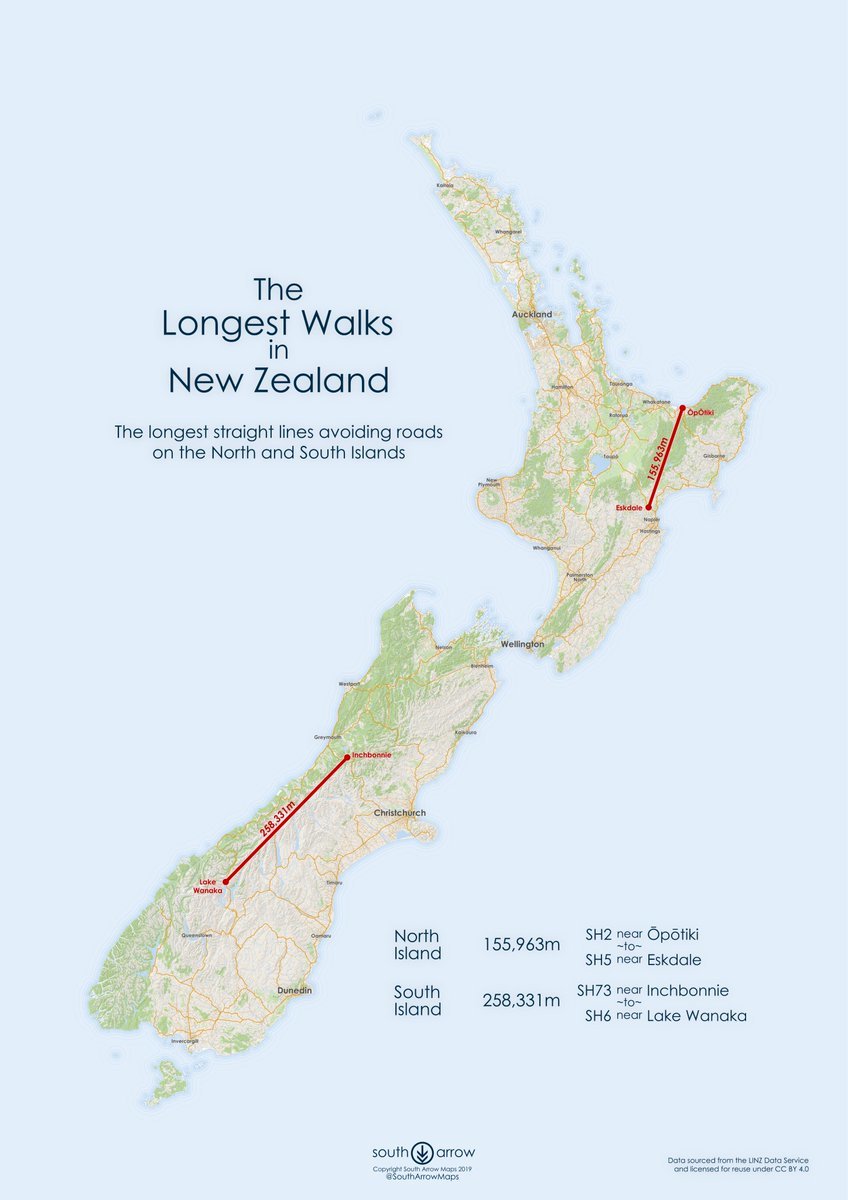 The
Longest Walks
in
New Zealand
The longest straight lines avoiding roads
on the North and South Islands
Kaitaia
Whangarei
Auckland
Hamilton
Tauranga
Whakatane
ŌpŌtiki
Rotorua
155,963m
Gisborne
Taupō
New
Plymouth
Eskdale
Napier
Hastings
Whanganui
Palmerston
North
Wellington
Nelson
Blenheim
Westport
Kaikōura
Greymouth
Inchbonnie
258,331m
Christchurch
Lake
Wanaka
Timaru
Queenstown
Oamaru
Dunedin
Invercargill
North
Island
155,963m
SH2 near Ōpōtiki
~to~
SH5 near Eskdale
South
Island
258,331m
SH73 near Inchbonnie
~to~
SH6 near Lake Wanaka
south arrow
Copyright South Arrow Maps 2019
@SouthArrowMaps
Data sourced from the LINZ Data Service
and licensed for reuse under CC BY 4.0